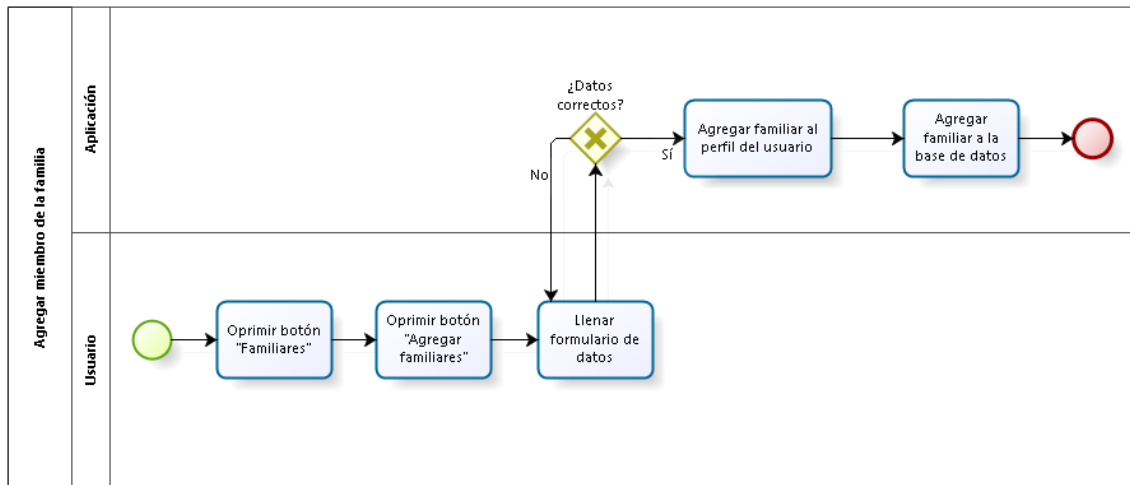 Agregar miembro de la familia
Aplicación
¿Datos
correctos?
No
Sí
Agregar familiar al
perfil del usuario
Agregar
familiar a la
base de datos
Usuario
Oprimir botón
"Familiares"
Oprimir botón
"Agregar
familiares"
Llenar
formulario de
datos